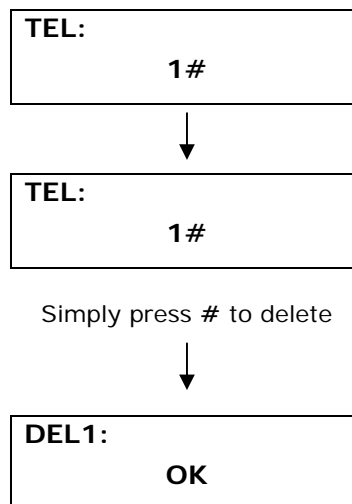 TEL:
1#
TEL:
1#
Simply press # to delete
DEL1:
OK